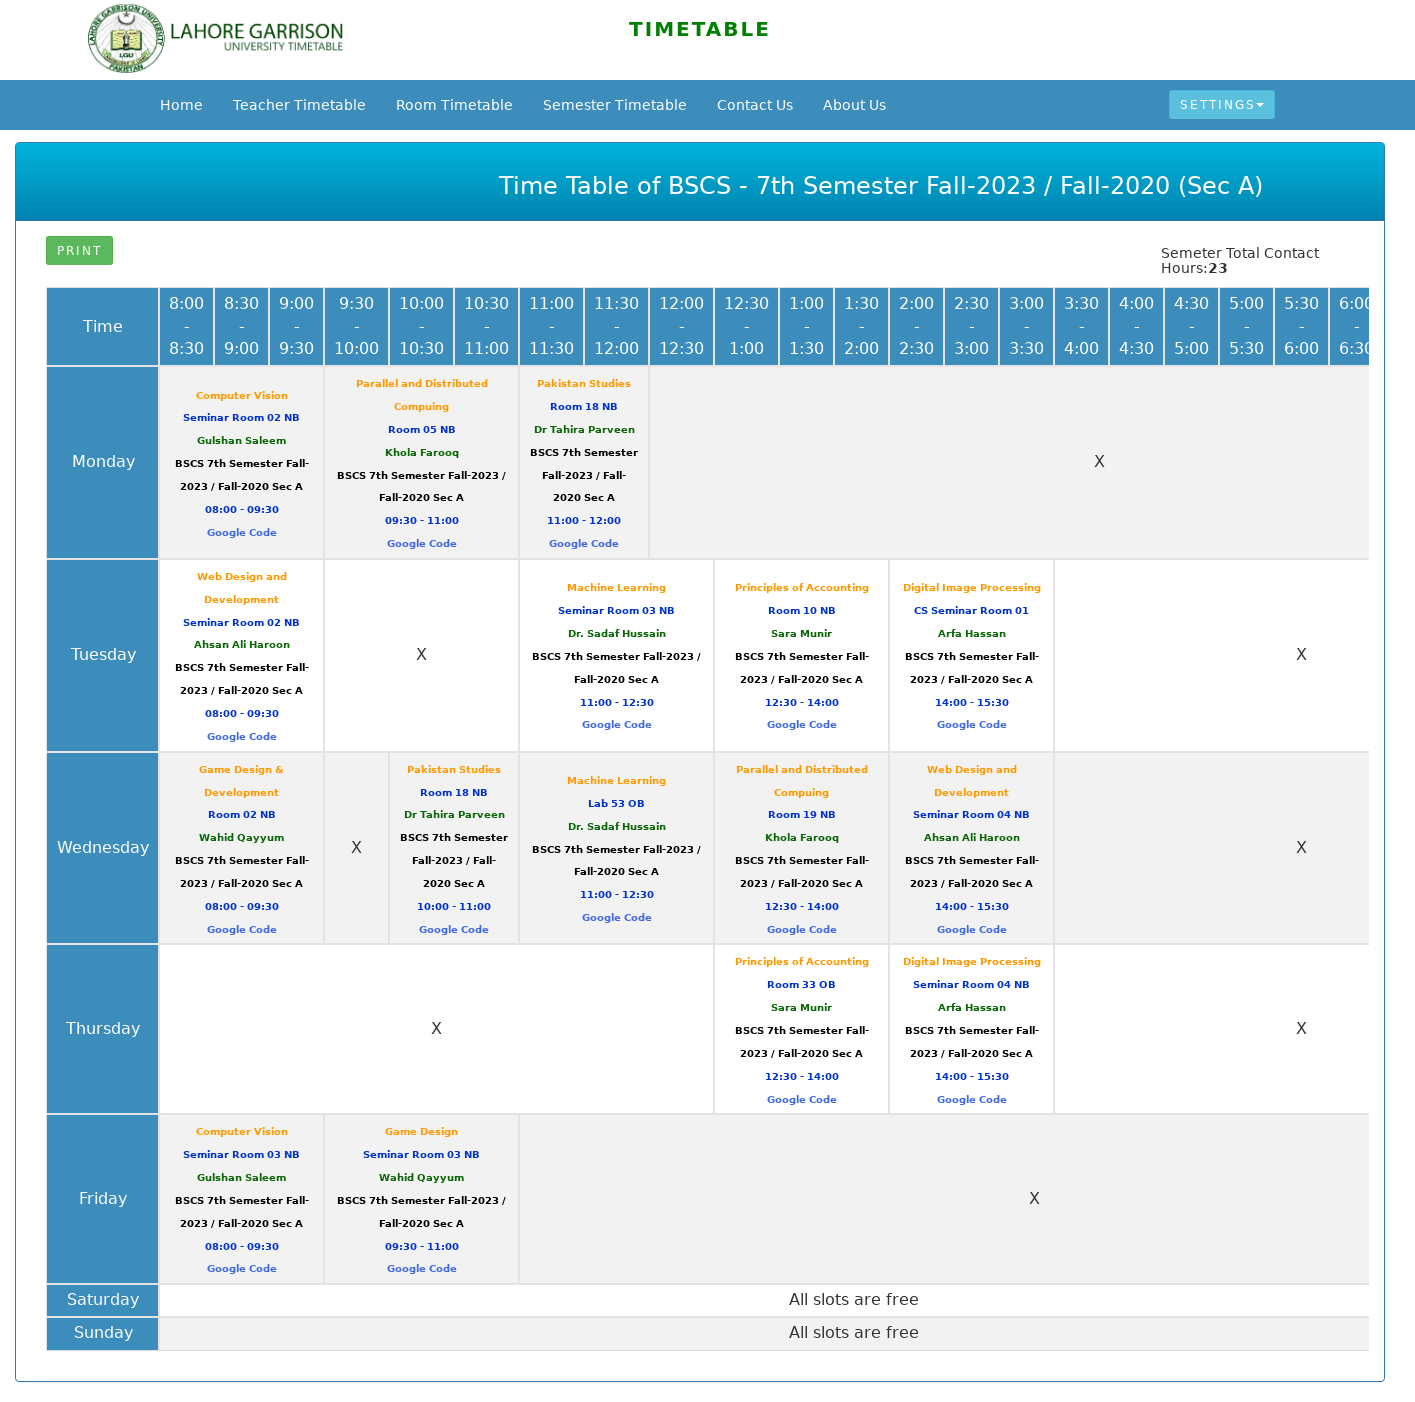 LAHORE GARRISON
UNIVERSITY TIMETABLE
TIMETABLE
Home
Teacher Timetable
Room Timetable
Semester Timetable
Contact Us
About Us
SETTINGS
Time Table of BSCS - 7th Semester Fall-2023 / Fall-2020 (Sec A)
PRINT
Semeter Total Contact
Hours:23
Time
8:00
-
8:30
8:30
-
9:00
9:00
-
9:30
9:30
-
10:00
10:00
-
10:30
10:30
-
11:00
11:00
-
11:30
11:30
-
12:00
12:00
-
12:30
12:30
-
1:00
1:00
-
1:30
1:30
-
2:00
2:00
-
2:30
2:30
-
3:00
3:00
-
3:30
3:30
-
4:00
4:00
-
4:30
4:30
-
5:00
5:00
-
5:30
5:30
-
6:00
6:00
-
6:30
Monday
Computer Vision
Seminar Room 02 NB
Gulshan Saleem
BSCS 7th Semester Fall-
2023 / Fall-2020 Sec A
08:00 - 09:30
Google Code
Parallel and Distributed
Compuing
Room 05 NB
Khola Farooq
BSCS 7th Semester Fall-2023 /
Fall-2020 Sec A
09:30 - 11:00
Google Code
Pakistan Studies
Room 18 NB
Dr Tahira Parveen
BSCS 7th Semester
Fall-2023 / Fall-
2020 Sec A
11:00 - 12:00
Google Code
X
Tuesday
Web Design and
Development
Seminar Room 02 NB
Ahsan Ali Haroon
BSCS 7th Semester Fall-
2023 / Fall-2020 Sec A
08:00 - 09:30
Google Code
X
Machine Learning
Seminar Room 03 NB
Dr. Sadaf Hussain
BSCS 7th Semester Fall-2023 /
Fall-2020 Sec A
11:00 - 12:30
Google Code
Principles of Accounting
Room 10 NB
Sara Munir
BSCS 7th Semester Fall-
2023 / Fall-2020 Sec A
12:30 - 14:00
Google Code
Digital Image Processing
CS Seminar Room 01
Arfa Hassan
BSCS 7th Semester Fall-
2023 / Fall-2020 Sec A
14:00 - 15:30
Google Code
X
Wednesday
Game Design &
Development
Room 02 NB
Wahid Qayyum
BSCS 7th Semester Fall-
2023 / Fall-2020 Sec A
08:00 - 09:30
Google Code
X
Pakistan Studies
Room 18 NB
Dr Tahira Parveen
BSCS 7th Semester
Fall-2023 / Fall-
2020 Sec A
10:00 - 11:00
Google Code
Machine Learning
Lab 53 OB
Dr. Sadaf Hussain
BSCS 7th Semester Fall-2023 /
Fall-2020 Sec A
11:00 - 12:30
Google Code
Parallel and Distributed
Compuing
Room 19 NB
Khola Farooq
BSCS 7th Semester Fall-
2023 / Fall-2020 Sec A
12:30 - 14:00
Google Code
Web Design and
Development
Seminar Room 04 NB
Ahsan Ali Haroon
BSCS 7th Semester Fall-
2023 / Fall-2020 Sec A
14:00 - 15:30
Google Code
X
Thursday
X
Principles of Accounting
Room 33 OB
Sara Munir
BSCS 7th Semester Fall-
2023 / Fall-2020 Sec A
12:30 - 14:00
Google Code
Digital Image Processing
Seminar Room 04 NB
Arfa Hassan
BSCS 7th Semester Fall-
2023 / Fall-2020 Sec A
14:00 - 15:30
Google Code
X
Friday
Computer Vision
Seminar Room 03 NB
Gulshan Saleem
BSCS 7th Semester Fall-
2023 / Fall-2020 Sec A
08:00 - 09:30
Google Code
Game Design
Seminar Room 03 NB
Wahid Qayyum
BSCS 7th Semester Fall-2023 /
Fall-2020 Sec A
09:30 - 11:00
Google Code
X
Saturday
All slots are free
Sunday
All slots are free